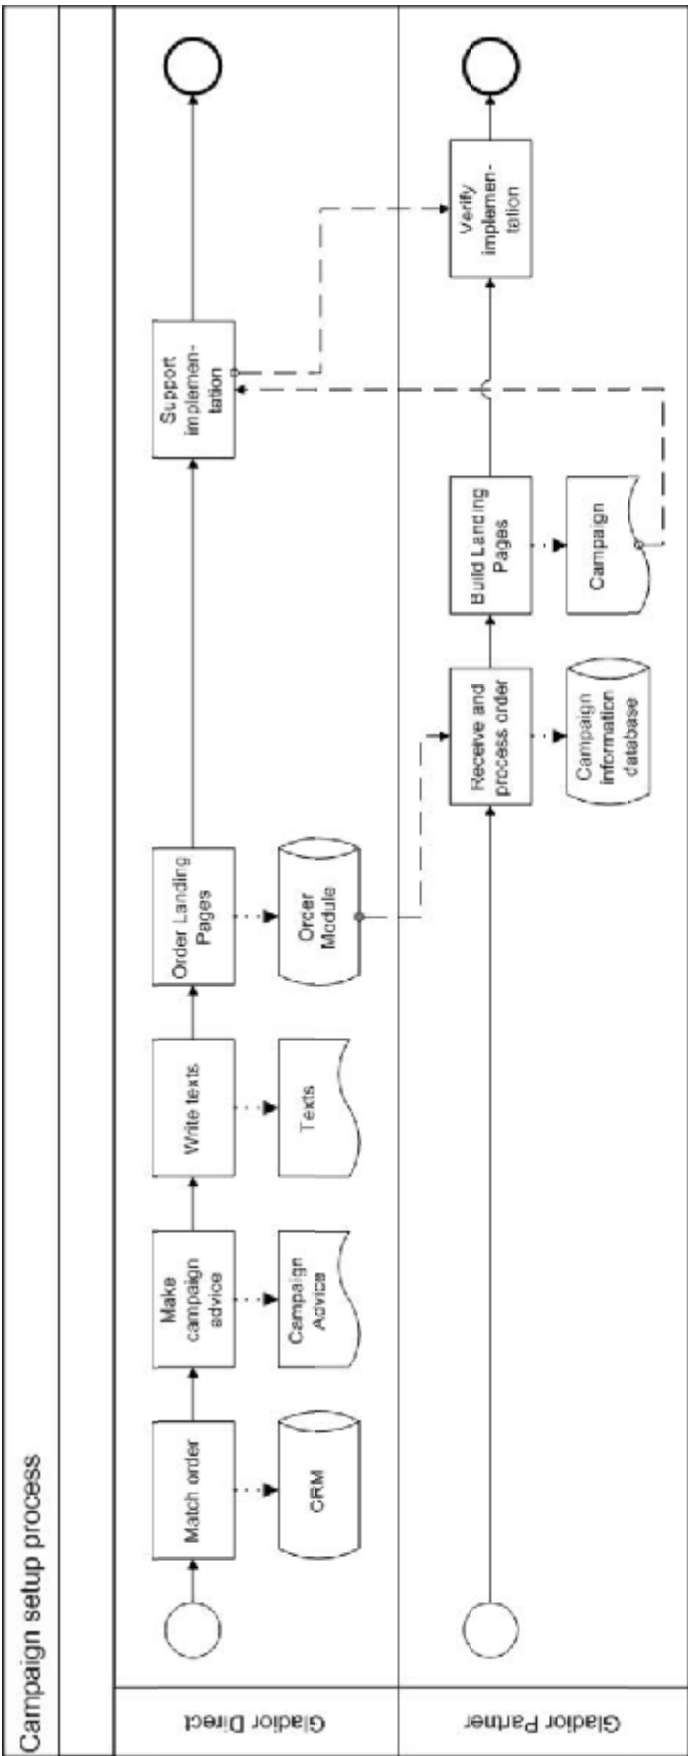 Campaign setup process
Gladior Direct
Match order
CRM
Make
campaign
advice
Campaign
Advice
Write texts
Texts
Order Landing
Pages
Order
Module
Support
implemen-
tation
Gladior Partner
Receive and
process order
Campaign
information
database
Build Landing
Pages
Campaign
Verify
implemen-
tation